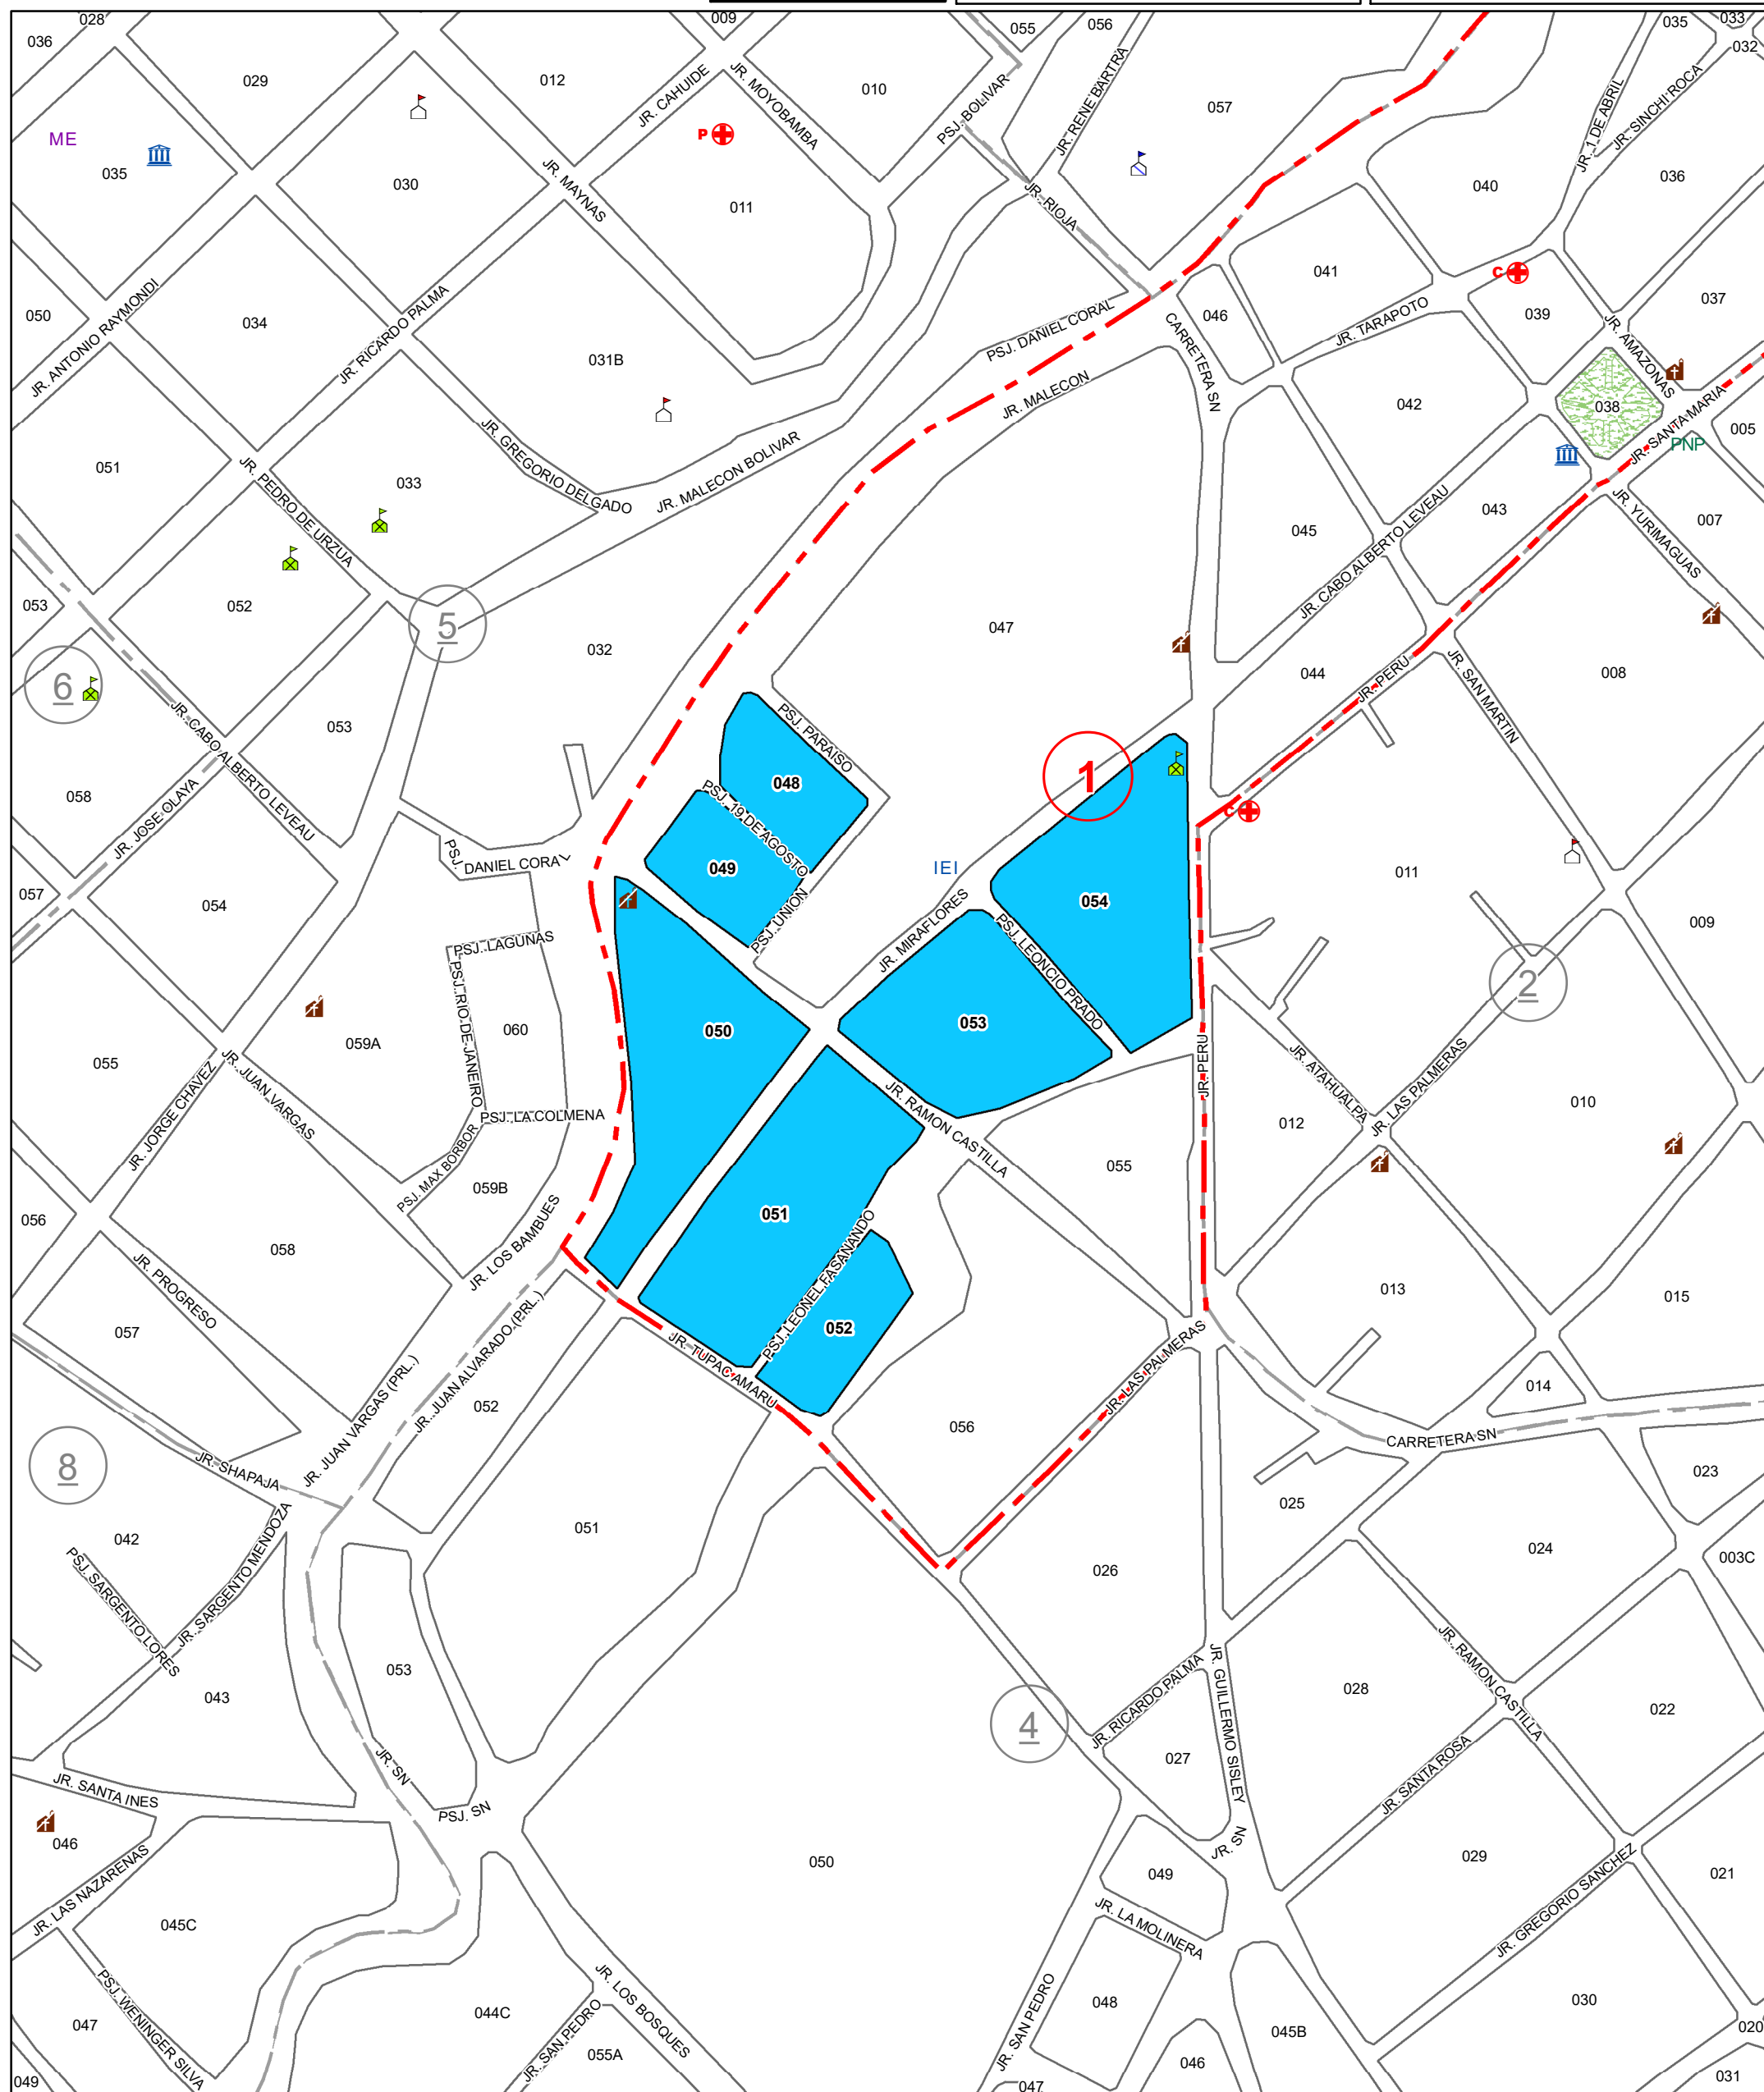 028
009
055
056
035
033
036
029
012
010
032
JR. CAHUIDE
JR. MOYOBAMBA
PSJ. BOLIVAR
JR. RENE BARTRA
057
JR. 1 DE ABRIL
JR. SINCHI ROCA
ME
P
035
030
JR. MAYNAS
011
JR. RIOJA
040
036
041
C
037
050
JR. ANTONIO RAYMONDI
034
JR. RICARDO PALMA
031B
PSJ. DANIEL CORAL
CARRETERA SN
046
JR. TARAPOTO
039
JR. AMAZONAS
JR. MALECON
042
038
JR. SANTA MARIA
005
PNP
051
JR. PEDRO DE URZUA
033
JR. GREGORIO DELGADO
JR. MALECON BOLIVAR
045
JR. CABO ALBERTO LEVEAU
043
JR. YURIMAGUAS
007
053
052
5
032
047
6
044
JR. PERU
JR. SAN MARTIN
008
JR. CABO ALBERTO LEVEAU
053
PSJ. PARAISO
058
JR. JOSE OLAYA
048
PSJ. 19 DE AGOSTO
1
C
PSJ.
DANIEL CORAL
049
IEI
011
057
054
PSJ. UNION
JR. MIRAFLORES
054
PSJ. LEONCIO PRADO
009
PSJ. LAGUNAS
PSJ. RIO DE JANEIRO
060
2
055
059A
050
053
JR. PERU
JR. ATAHUALPA
JR. LAS PALMERAS
JR. JORGE CHAVEZ
JR. JUAN VARGAS
PSJ. LA COLMENA
JR. RAMON CASTILLA
012
010
PSJ. MAX BORBOR
055
059B
056
058
JR. LOS BAMBUES
051
PSJ. LEONEL FASANANDO
JR. PROGRESO
013
015
057
052
JR. TUPAC AMARU
JR. LAS PALMERAS
JR. JUAN ALVARADO (PRL.)
JR. JUAN VARGAS (PRL.)
052
014
056
CARRETERA SN
8
JR. SHAPAJA
023
025
042
051
024
003C
PSJ. SARGENTO LORES
JR. SARGENTO MENDOZA
026
043
053
JR. RICARDO PALMA
JR. GUILLERMO SISLEY
JR. RAMON CASTILLA
028
022
4
027
JR. SANTA ROSA
JR. SN
JR. SANTA INES
PSJ. SN
046
JR. SN
050
049
029
021
JR. LAS NAZARENAS
045C
JR. LA MOLINERA
JR. GREGORIO SANCHEZ
PSJ. WENINGER SILVA
JR. LOS BOSQUES
044C
JR. SAN PEDRO
048
030
047
055A
JR. SAN PEDRO
045B
020
046
031
049
047